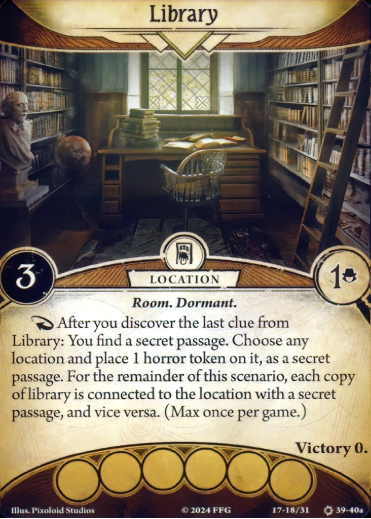 Library
3
LOCATION
1
Room. Dormant.
After you discover the last clue from
Library: You find a secret passage. Choose any
location and place 1 horror token on it, as a secret
passage. For the remainder of this scenario, each copy
of library is connected to the location with a secret
passage, and vice versa. (Max once per game.)
Victory 0.
Illus. Pixoloid Studios © 2024 FFG 17-18/31 39-40a